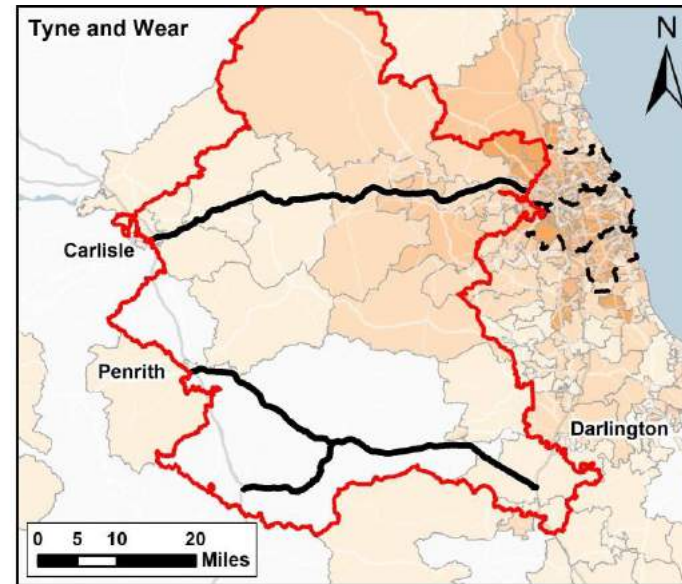 Tyne and Wear
N
Carlisle
Penrith
Darlington
0 5 10 20
Miles